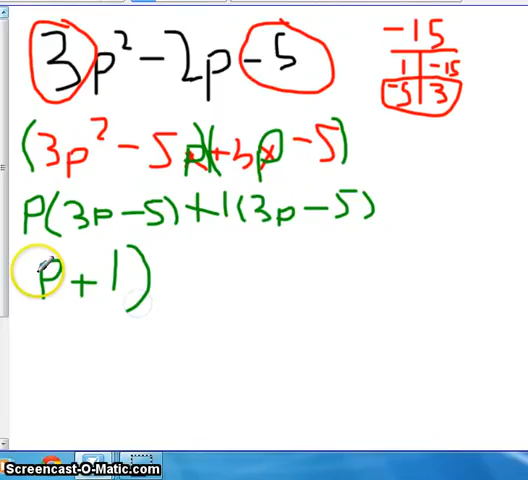 3p² - 2p - 5
-15
1 | -15
-5 | 3
(3p² - 5p)(+3p - 5)
P(3p - 5) + 1(3p - 5)
p + 1)
Screencast-O-Matic.com